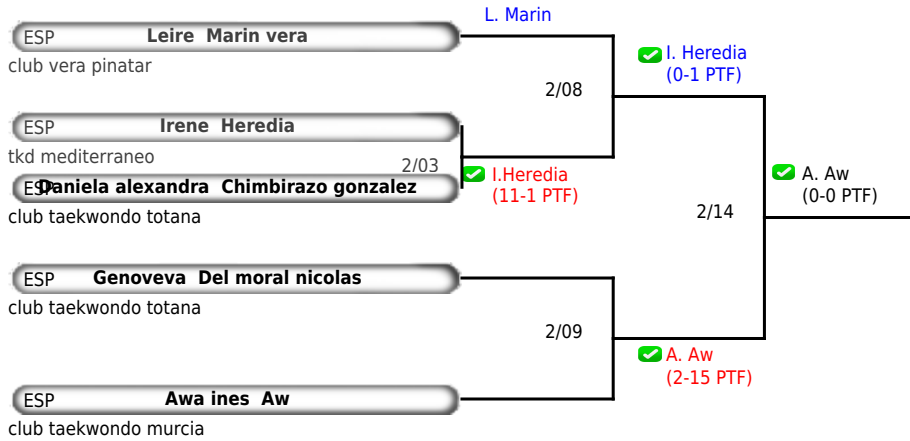 L. Marin
ESP Leire Marin vera
club vera pinatar
I. Heredia
(0-1 PTF)
2/08
ESP Irene Heredia
tkd mediterraneo
2/03
I.Heredia
(11-1 PTF)
ESP Daniela alexandra Chimbirazo gonzalez
club taekwondo totana
A. Aw
(0-0 PTF)
2/14
ESP Genoveva Del moral nicolas
club taekwondo totana
2/09
A. Aw
(2-15 PTF)
ESP Awa ines Aw
club taekwondo murcia